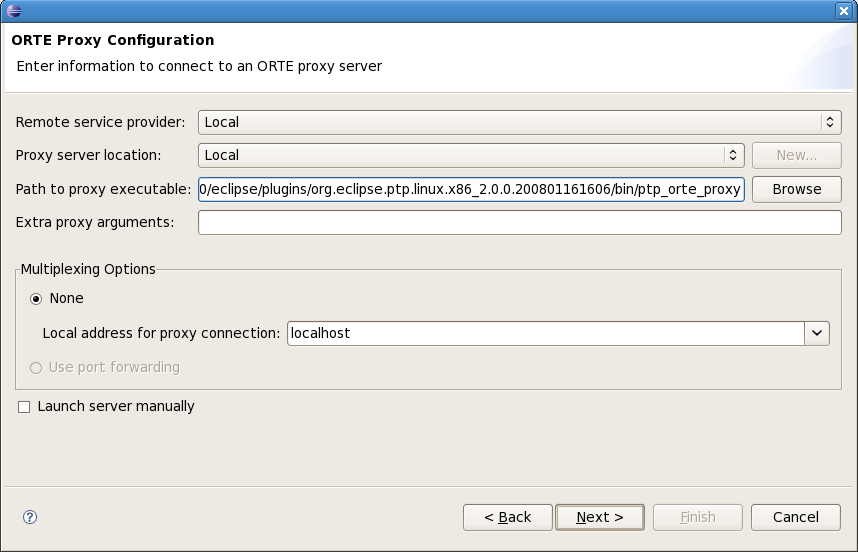 ORTE Proxy Configuration
Enter information to connect to an ORTE proxy server
Remote service provider: Local
Proxy server location: Local New...
Path to proxy executable: 0/eclipse/plugins/org.eclipse.ptp.linux.x86_2.0.0.200801161606/bin/ptp_orte_proxy Browse
Extra proxy arguments:
Multiplexing Options
None
Local address for proxy connection: localhost
Use port forwarding
Launch server manually
? < Back Next > Finish Cancel